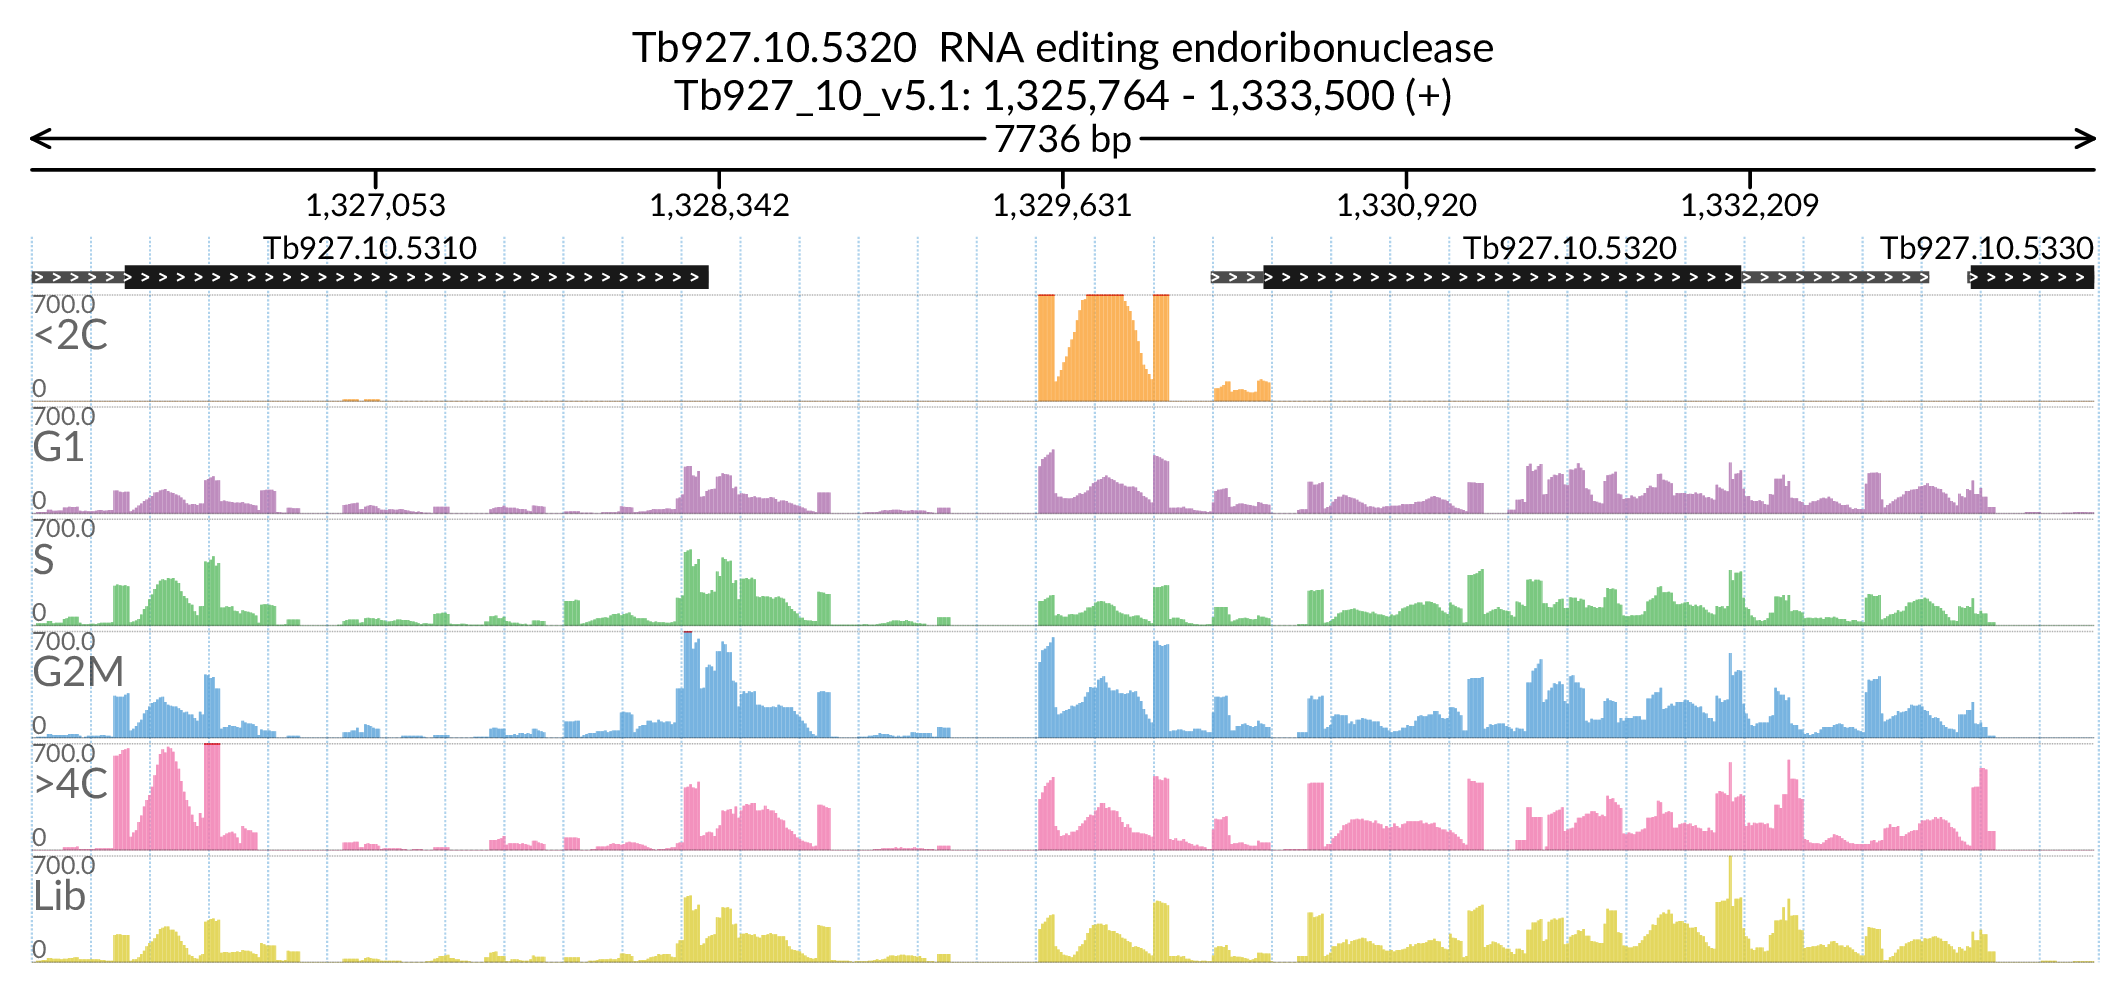 Tb927.10.5320  RNA editing endoribonuclease
Tb927_10_v5.1: 1,325,764 - 1,333,500 (+)
7736 bp
1,327,053 1,328,342 1,329,631 1,330,920 1,332,209
Tb927.10.5310 Tb927.10.5320 Tb927.10.5330
700.0
<2C
0
700.0
G1
0
700.0
S
0
700.0
G2M
0
700.0
>4C
0
700.0
Lib
0